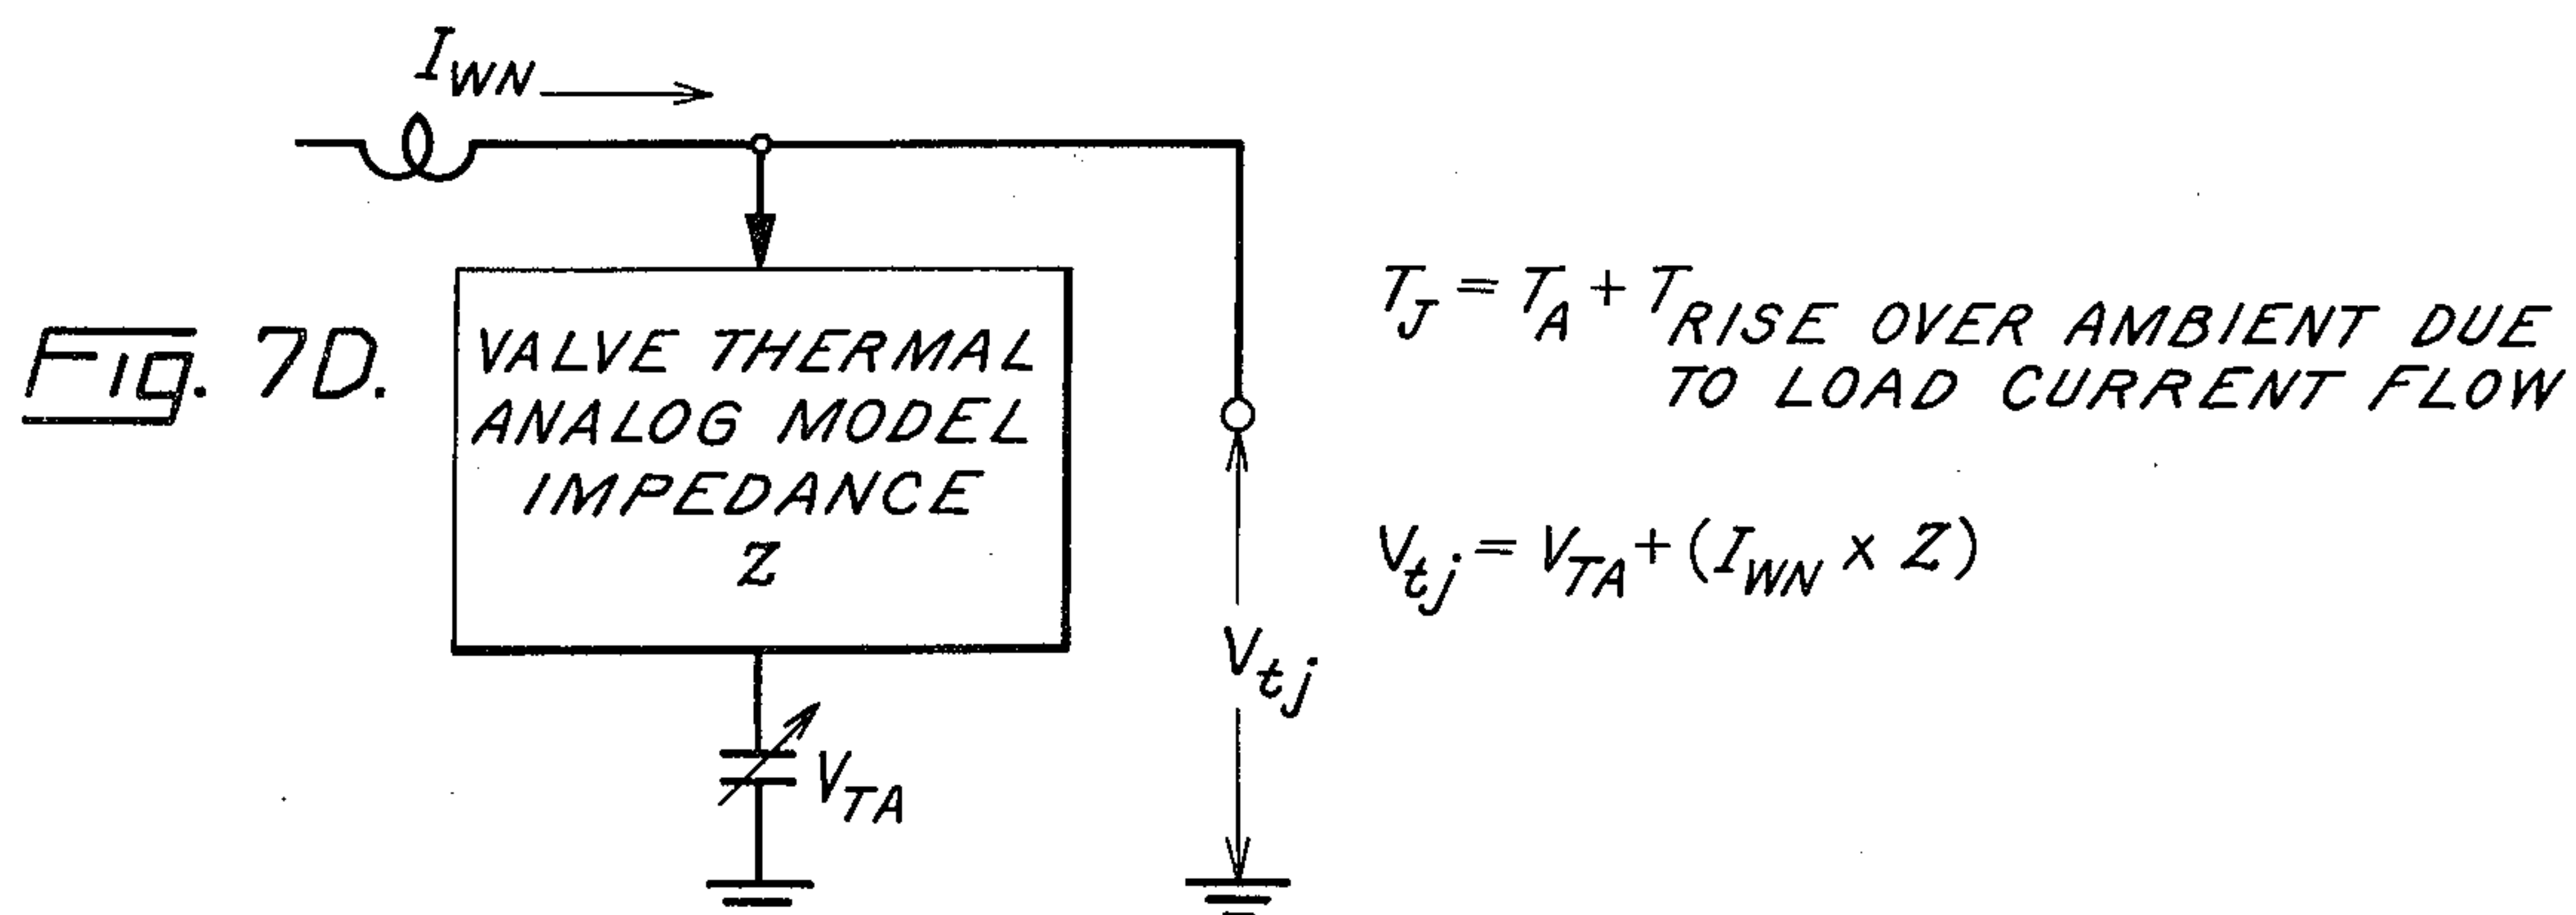 I_WN
Fig. 7D.
VALVE THERMAL
ANALOG MODEL
IMPEDANCE
Z
V_TA
V_tj
T_J = T_A + T_RISE OVER AMBIENT DUE
TO LOAD CURRENT FLOW
V_tj = V_TA + (I_WN x Z)